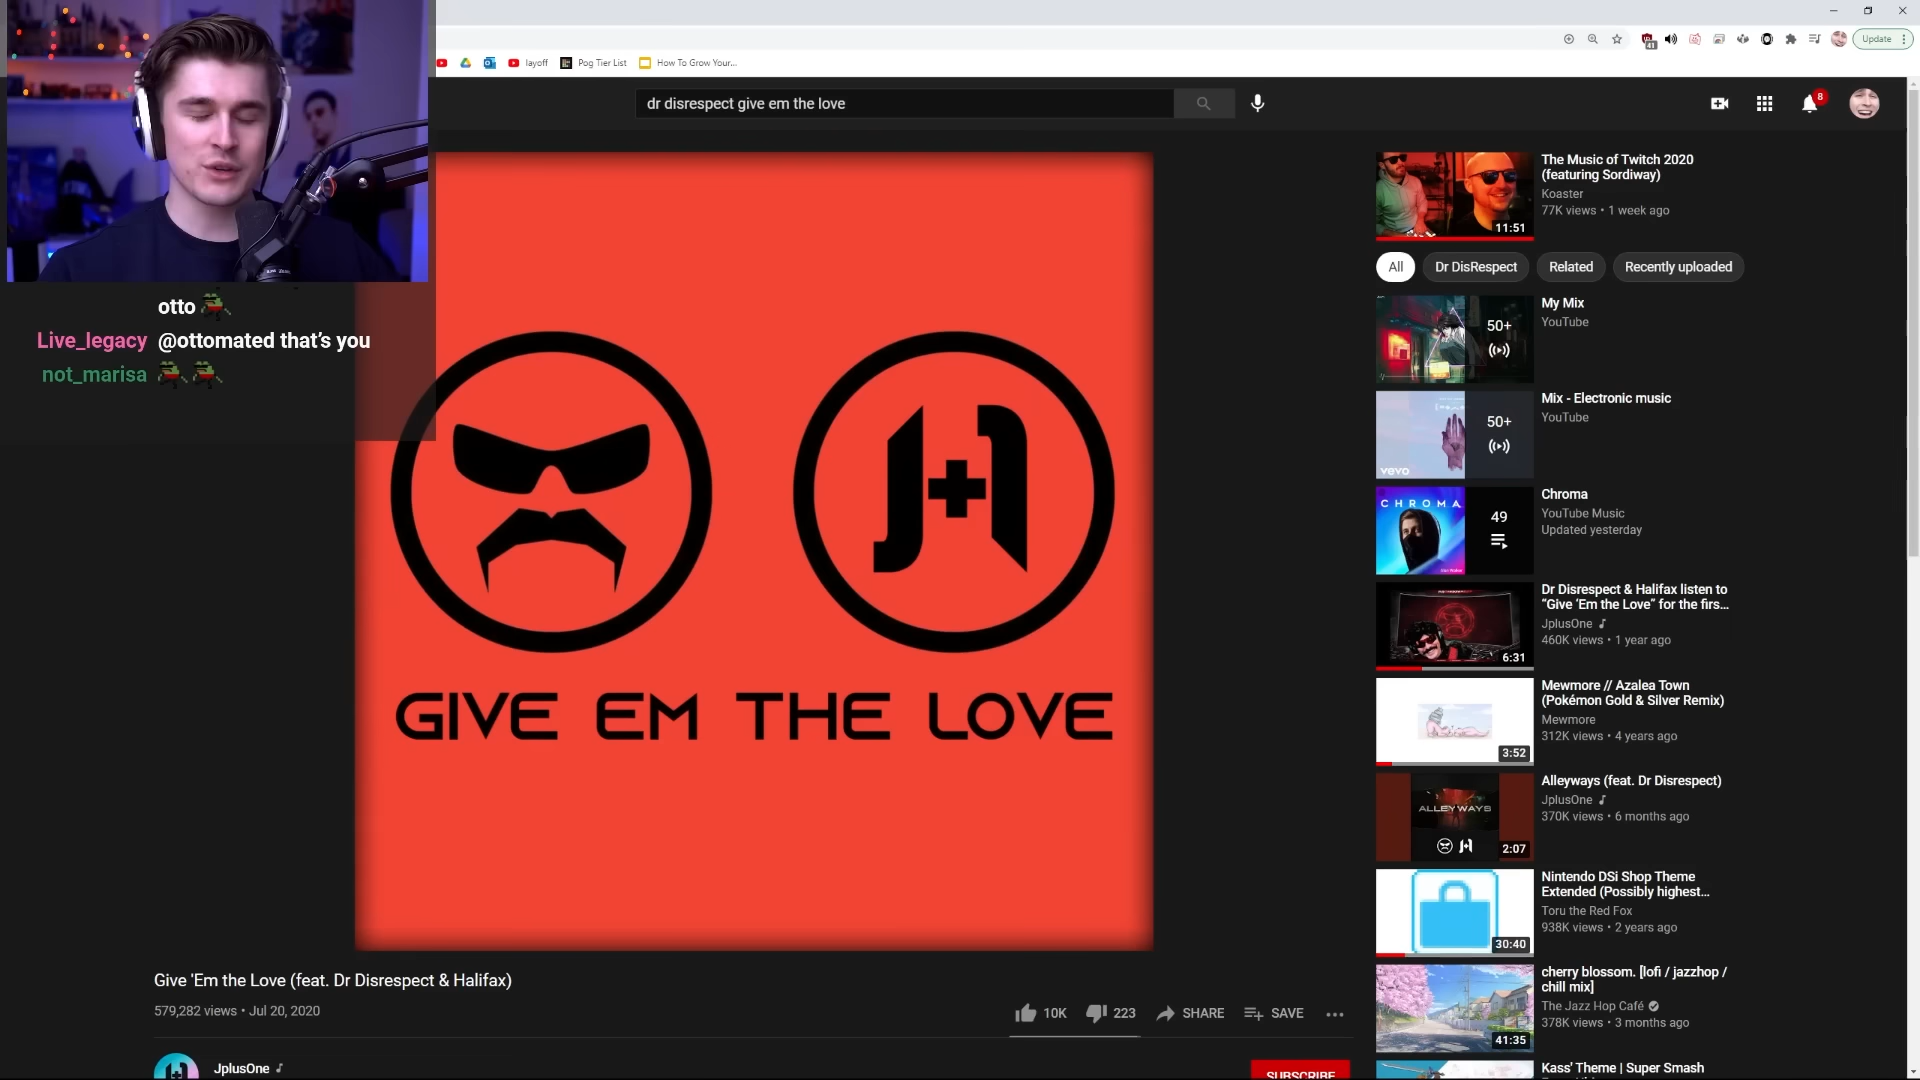 Update
layoff
Pog Tier List
How To Grow Your...
dr disrespect give em the love
8
otto
Live_legacy @ottomated that's you
not_marisa
GIVE EM THE LOVE
Give 'Em the Love (feat. Dr Disrespect & Halifax)
579,282 views • Jul 20, 2020
10K
223
SHARE
SAVE
JplusOne
SUBSCRIBE
The Music of Twitch 2020
(featuring Sordiway)
Koaster
77K views • 1 week ago
11:51
All
Dr DisRespect
Related
Recently uploaded
My Mix
YouTube
50+
Mix - Electronic music
YouTube
50+
vevo
Chroma
YouTube Music
Updated yesterday
CHROMA
49
Dr Disrespect & Halifax listen to
“Give ‘Em the Love” for the firs...
JplusOne
460K views • 1 year ago
6:31
Mewmore // Azalea Town
(Pokémon Gold & Silver Remix)
Mewmore
312K views • 4 years ago
3:52
Alleyways (feat. Dr Disrespect)
JplusOne
370K views • 6 months ago
ALLEYWAYS
2:07
Nintendo DSi Shop Theme
Extended (Possibly highest...
Toru the Red Fox
938K views • 2 years ago
30:40
cherry blossom. [lofi / jazzhop /
chill mix]
The Jazz Hop Café
378K views • 3 months ago
41:35
Kass' Theme | Super Smash